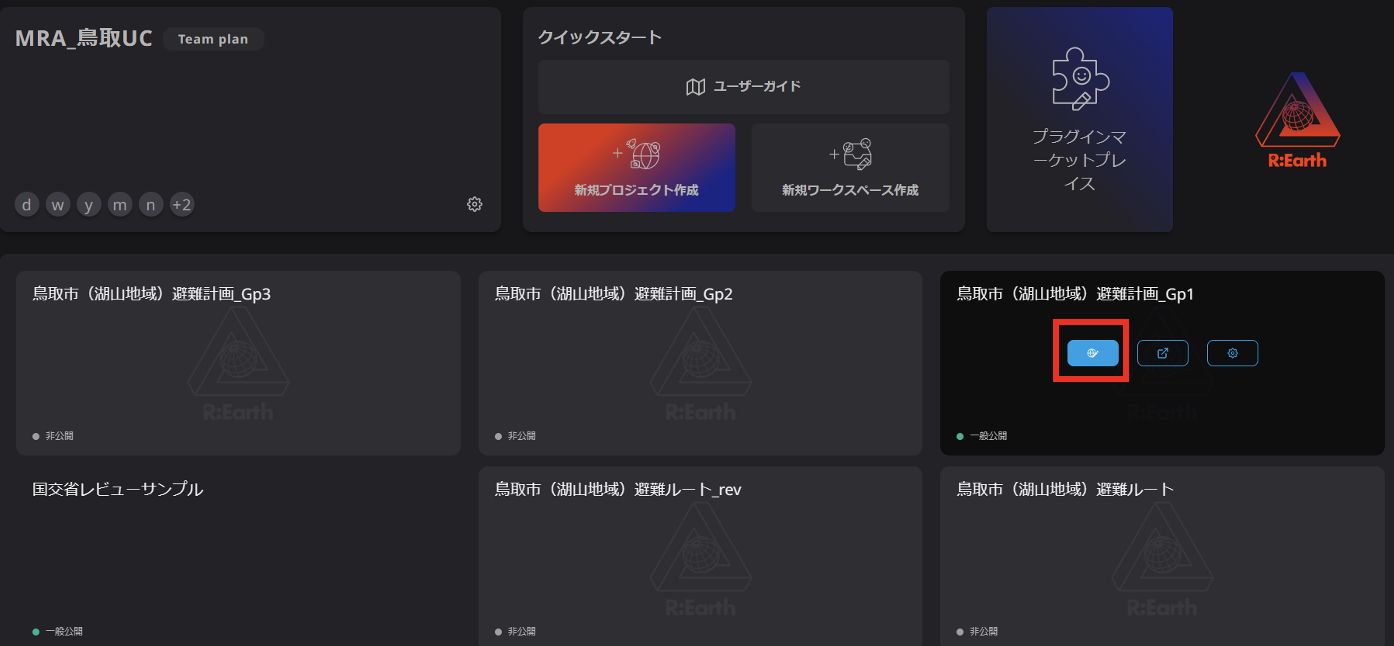 MRA_鳥取UC
Team plan
d w y m n +2
クイックスタート
ユーザーガイド
新規プロジェクト作成
新規ワークスペース作成
プラグインマ
ーケットプレ
イス
R:Earth
鳥取市（湖山地域）避難計画_Gp3
R:Earth
非公開
鳥取市（湖山地域）避難計画_Gp2
R:Earth
非公開
鳥取市（湖山地域）避難計画_Gp1
R:Earth
一般公開
国交省レビューサンプル
一般公開
鳥取市（湖山地域）避難ルート_rev
R:Earth
非公開
鳥取市（湖山地域）避難ルート
R:Earth
非公開